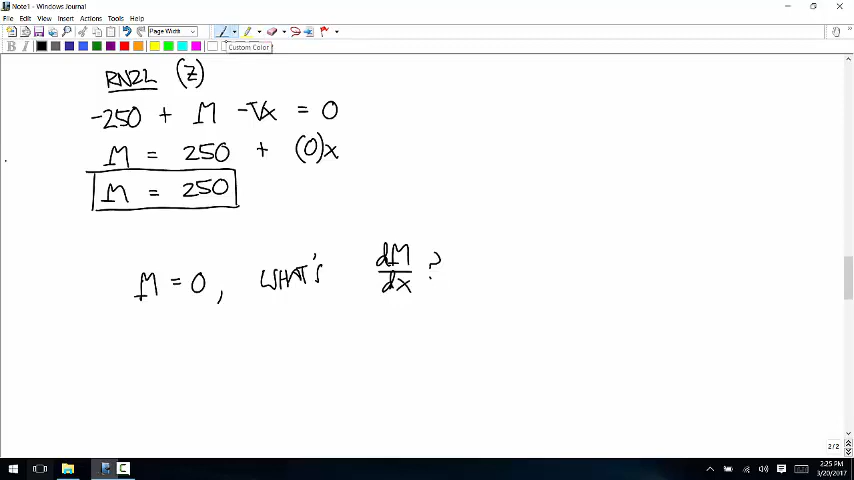 Note1 - Windows Journal
File Edit View Insert Actions Tools Help
Page Width
B I
Custom Color
RN2L (Z)
-250 + M -Vx = 0
M = 250 + (0)x
M = 250
M = 0, WHAT'S dM/dx ?
2/2
2:25 PM
3/20/2017